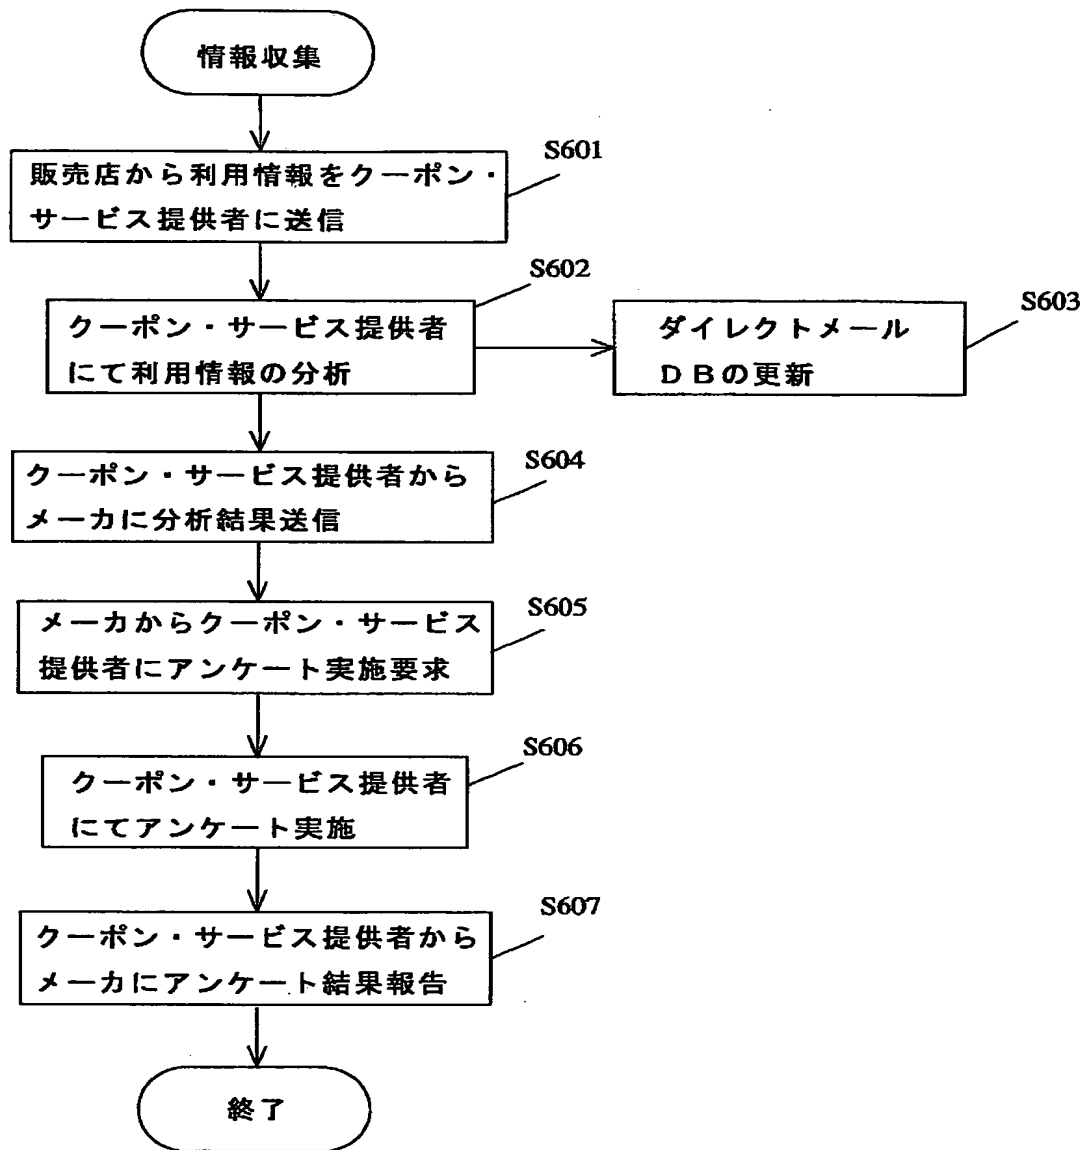 情報収集
S601
販売店から利用情報をクーポン・
サービス提供者に送信
S602
クーポン・サービス提供者
にて利用情報の分析
S603
ダイレクトメール
ＤＢの更新
S604
クーポン・サービス提供者から
メーカに分析結果送信
S605
メーカからクーポン・サービス
提供者にアンケート実施要求
S606
クーポン・サービス提供者
にてアンケート実施
S607
クーポン・サービス提供者から
メーカにアンケート結果報告
終了